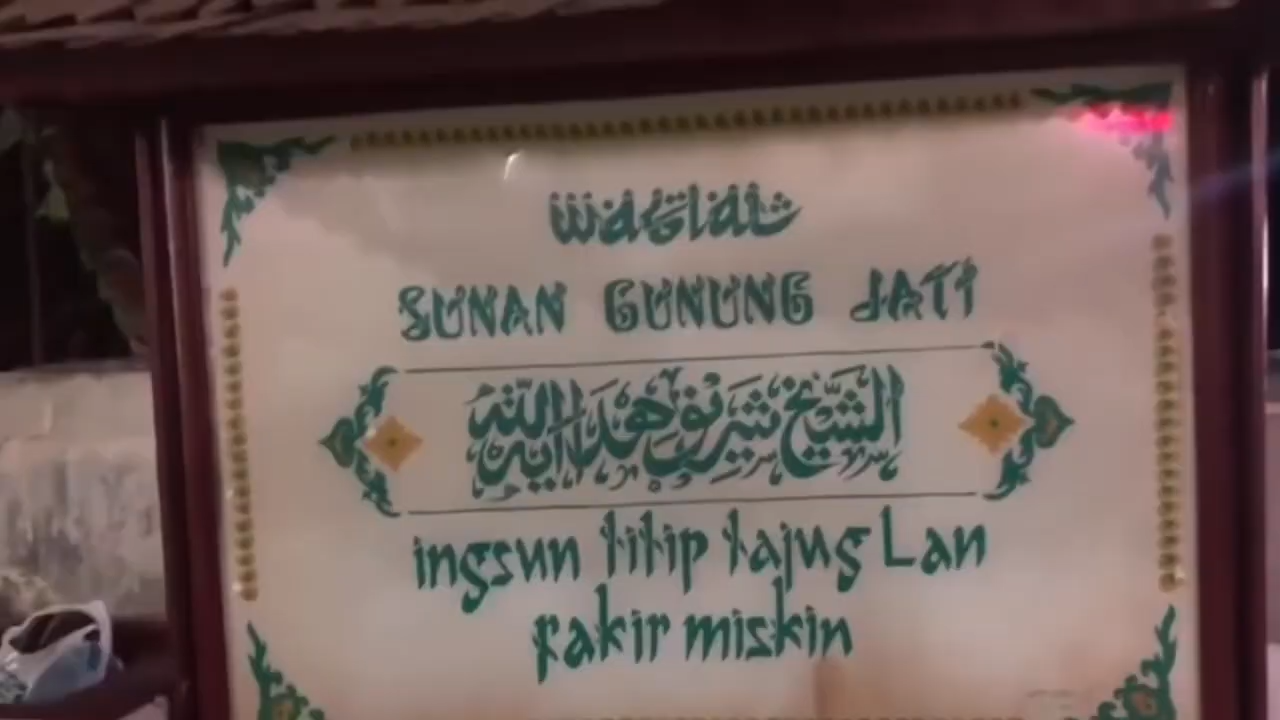 wasiat
SUNAN GUNUNG JATI
الشيخ شريف هداية الله
ingsun titip tajug Lan
fakir miskin